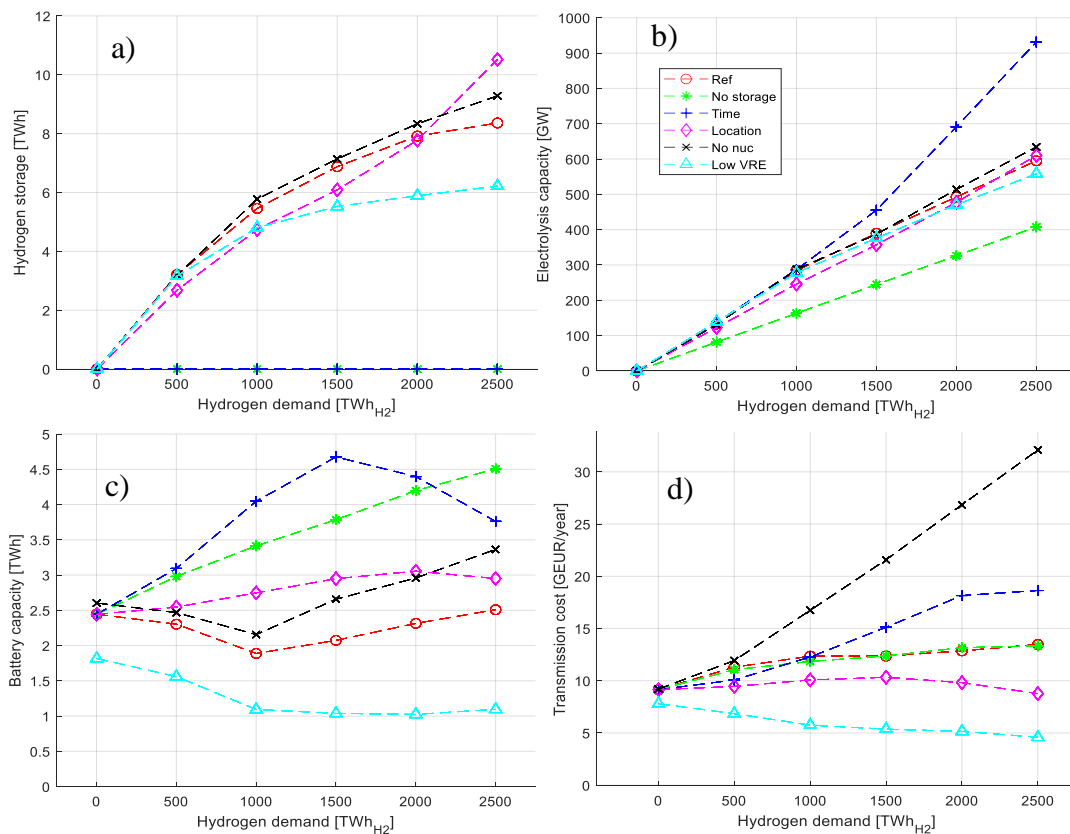 a)
Hydrogen storage [TWh]
12
10
8
6
4
2
0
0 500 1000 1500 2000 2500
Hydrogen demand [TWh_H2]
b)
Electrolysis capacity [GW]
1000
900
800
700
600
500
400
300
200
100
0
Ref
No storage
Time
Location
No nuc
Low VRE
0 500 1000 1500 2000 2500
Hydrogen demand [TWh_H2]
c)
Battery capacity [TWh]
5
4.5
4
3.5
3
2.5
2
1.5
1
0.5
0
0 500 1000 1500 2000 2500
Hydrogen demand [TWh_H2]
d)
Transmission cost [GEUR/year]
30
25
20
15
10
5
0
0 500 1000 1500 2000 2500
Hydrogen demand [TWh_H2]